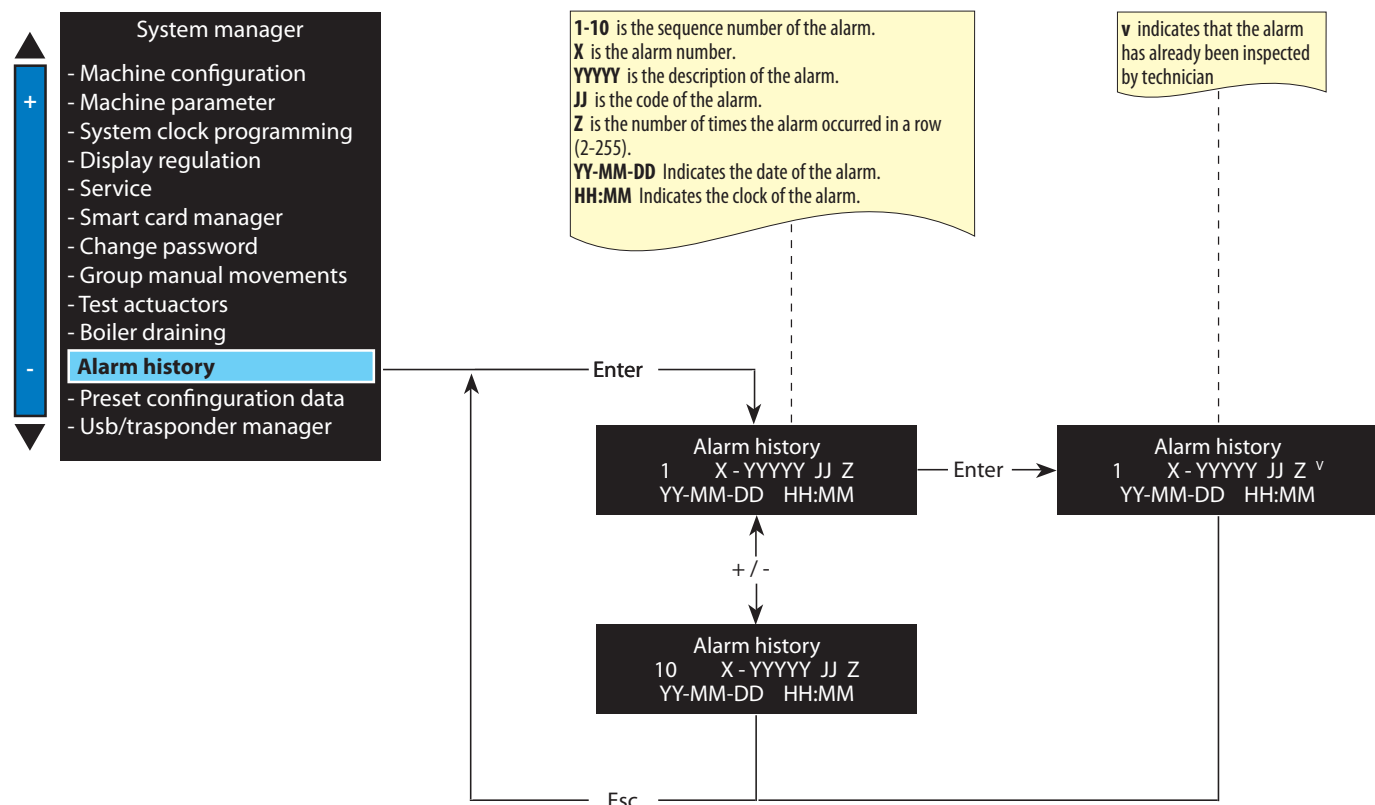 System manager
- Machine configuration
- Machine parameter
- System clock programming
- Display regulation
- Service
- Smart card manager
- Change password
- Group manual movements
- Test actuactors
- Boiler draining
Alarm history
- Preset confinguration data
- Usb/trasponder manager
+
-
1-10 is the sequence number of the alarm.
X is the alarm number.
YYYYY is the description of the alarm.
JJ is the code of the alarm.
Z is the number of times the alarm occurred in a row
(2-255).
YY-MM-DD Indicates the date of the alarm.
HH:MM Indicates the clock of the alarm.
v indicates that the alarm
has already been inspected
by technician
Enter
Alarm history
1 X - YYYYY JJ Z
YY-MM-DD HH:MM
Enter
Alarm history
1 X - YYYYY JJ Z v
YY-MM-DD HH:MM
+ / -
Alarm history
10 X - YYYYY JJ Z
YY-MM-DD HH:MM
Esc